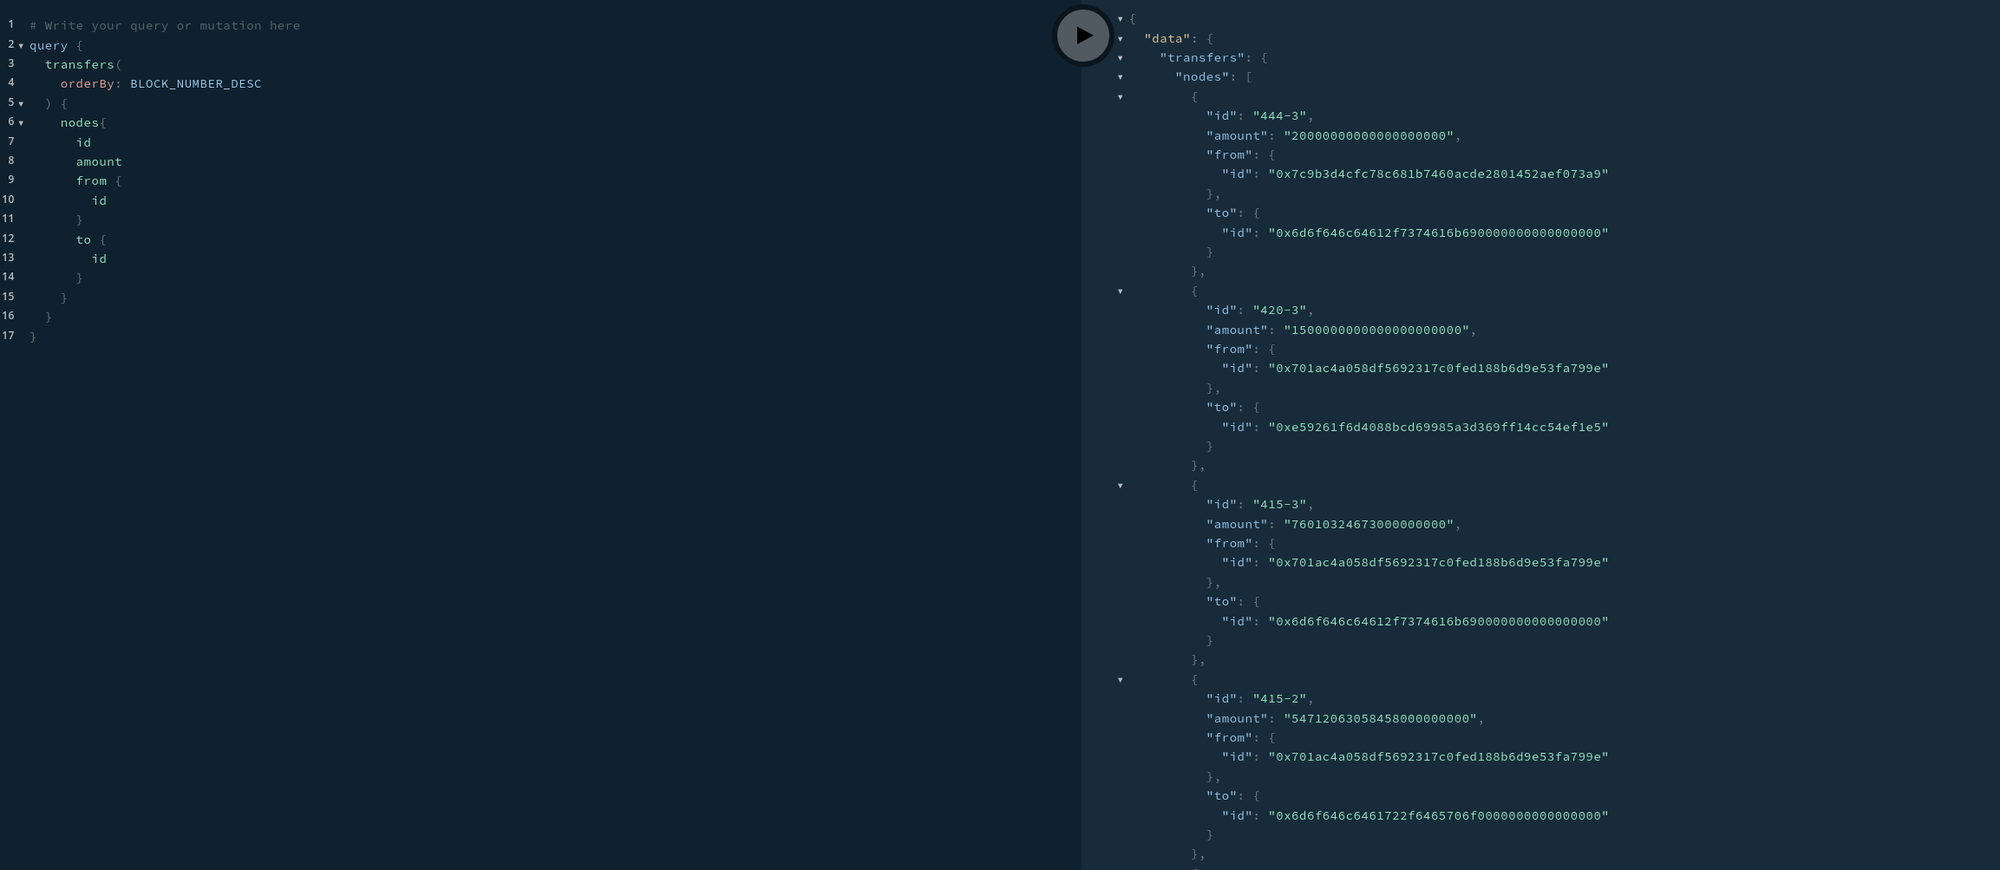 1 # Write your query or mutation here
2 query {
3 transfers(
4 orderBy: BLOCK_NUMBER_DESC
5 ) {
6 nodes{
7 id
8 amount
9 from {
10 id
11 }
12 to {
13 id
14 }
15 }
16 }
17 }
{
"data": {
"transfers": {
"nodes": [
{
"id": "444-3",
"amount": "20000000000000000000",
"from": {
"id": "0x7c9b3d4cfc78c681b7460acde2801452aef073a9"
},
"to": {
"id": "0x6d6f646c64612f7374616b690000000000000000"
}
},
{
"id": "420-3",
"amount": "1500000000000000000000",
"from": {
"id": "0x701ac4a058df5692317c0fed188b6d9e53fa799e"
},
"to": {
"id": "0xe59261f6d4088bcd69985a3d369ff14cc54ef1e5"
}
},
{
"id": "415-3",
"amount": "76010324673000000000",
"from": {
"id": "0x701ac4a058df5692317c0fed188b6d9e53fa799e"
},
"to": {
"id": "0x6d6f646c64612f7374616b690000000000000000"
}
},
{
"id": "415-2",
"amount": "54712063058458000000000",
"from": {
"id": "0x701ac4a058df5692317c0fed188b6d9e53fa799e"
},
"to": {
"id": "0x6d6f646c6461722f6465706f0000000000000000"
}
},